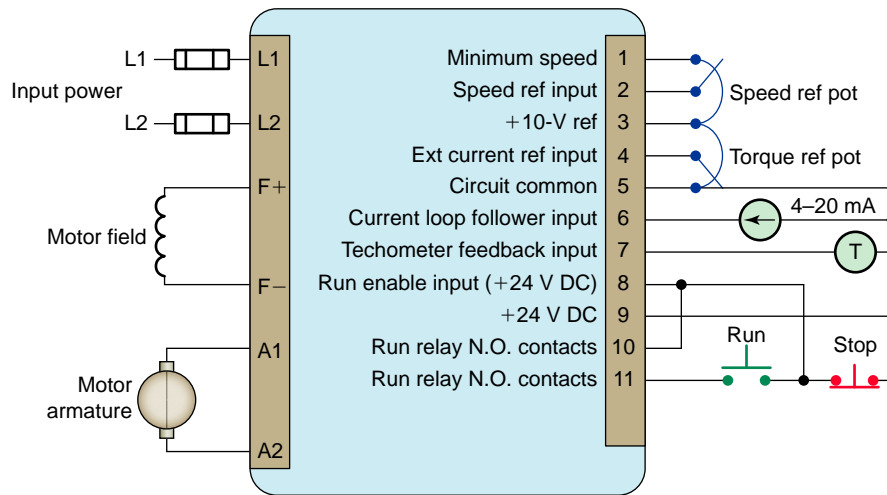 L1
Input power
L2
L1
L2
F+
F−
A1
A2
Motor field
Motor
armature
Minimum speed 1
Speed ref input 2
+10-V ref 3
Ext current ref input 4
Circuit common 5
Current loop follower input 6
Techometer feedback input 7
Run enable input (+24 V DC) 8
+24 V DC 9
Run relay N.O. contacts 10
Run relay N.O. contacts 11
Speed ref pot
Torque ref pot
4–20 mA
T
Run
Stop